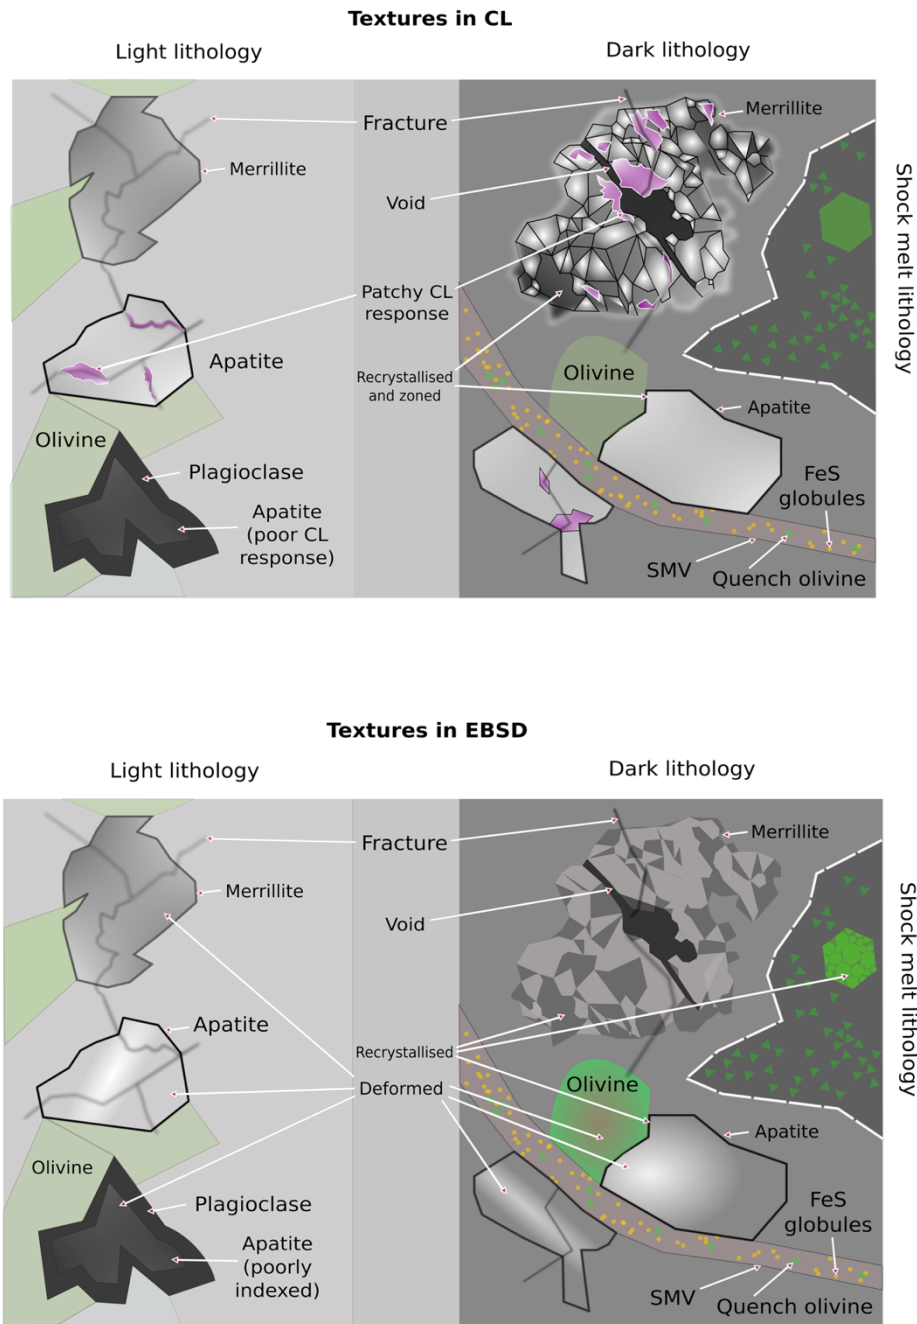 Textures in CL
Light lithology
Dark lithology
Fracture
Merrillite
Merrillite
Void
Patchy CL
response
Apatite
Recrystallised
and zoned
Olivine
Apatite
Olivine
Plagioclase
Apatite
(poor CL
response)
FeS
globules
SMV
Quench olivine
Shock melt lithology
Textures in EBSD
Light lithology
Dark lithology
Fracture
Merrillite
Merrillite
Void
Apatite
Recrystallised
Deformed
Olivine
Apatite
Olivine
Plagioclase
Apatite
(poorly
indexed)
FeS
globules
SMV
Quench olivine
Shock melt lithology